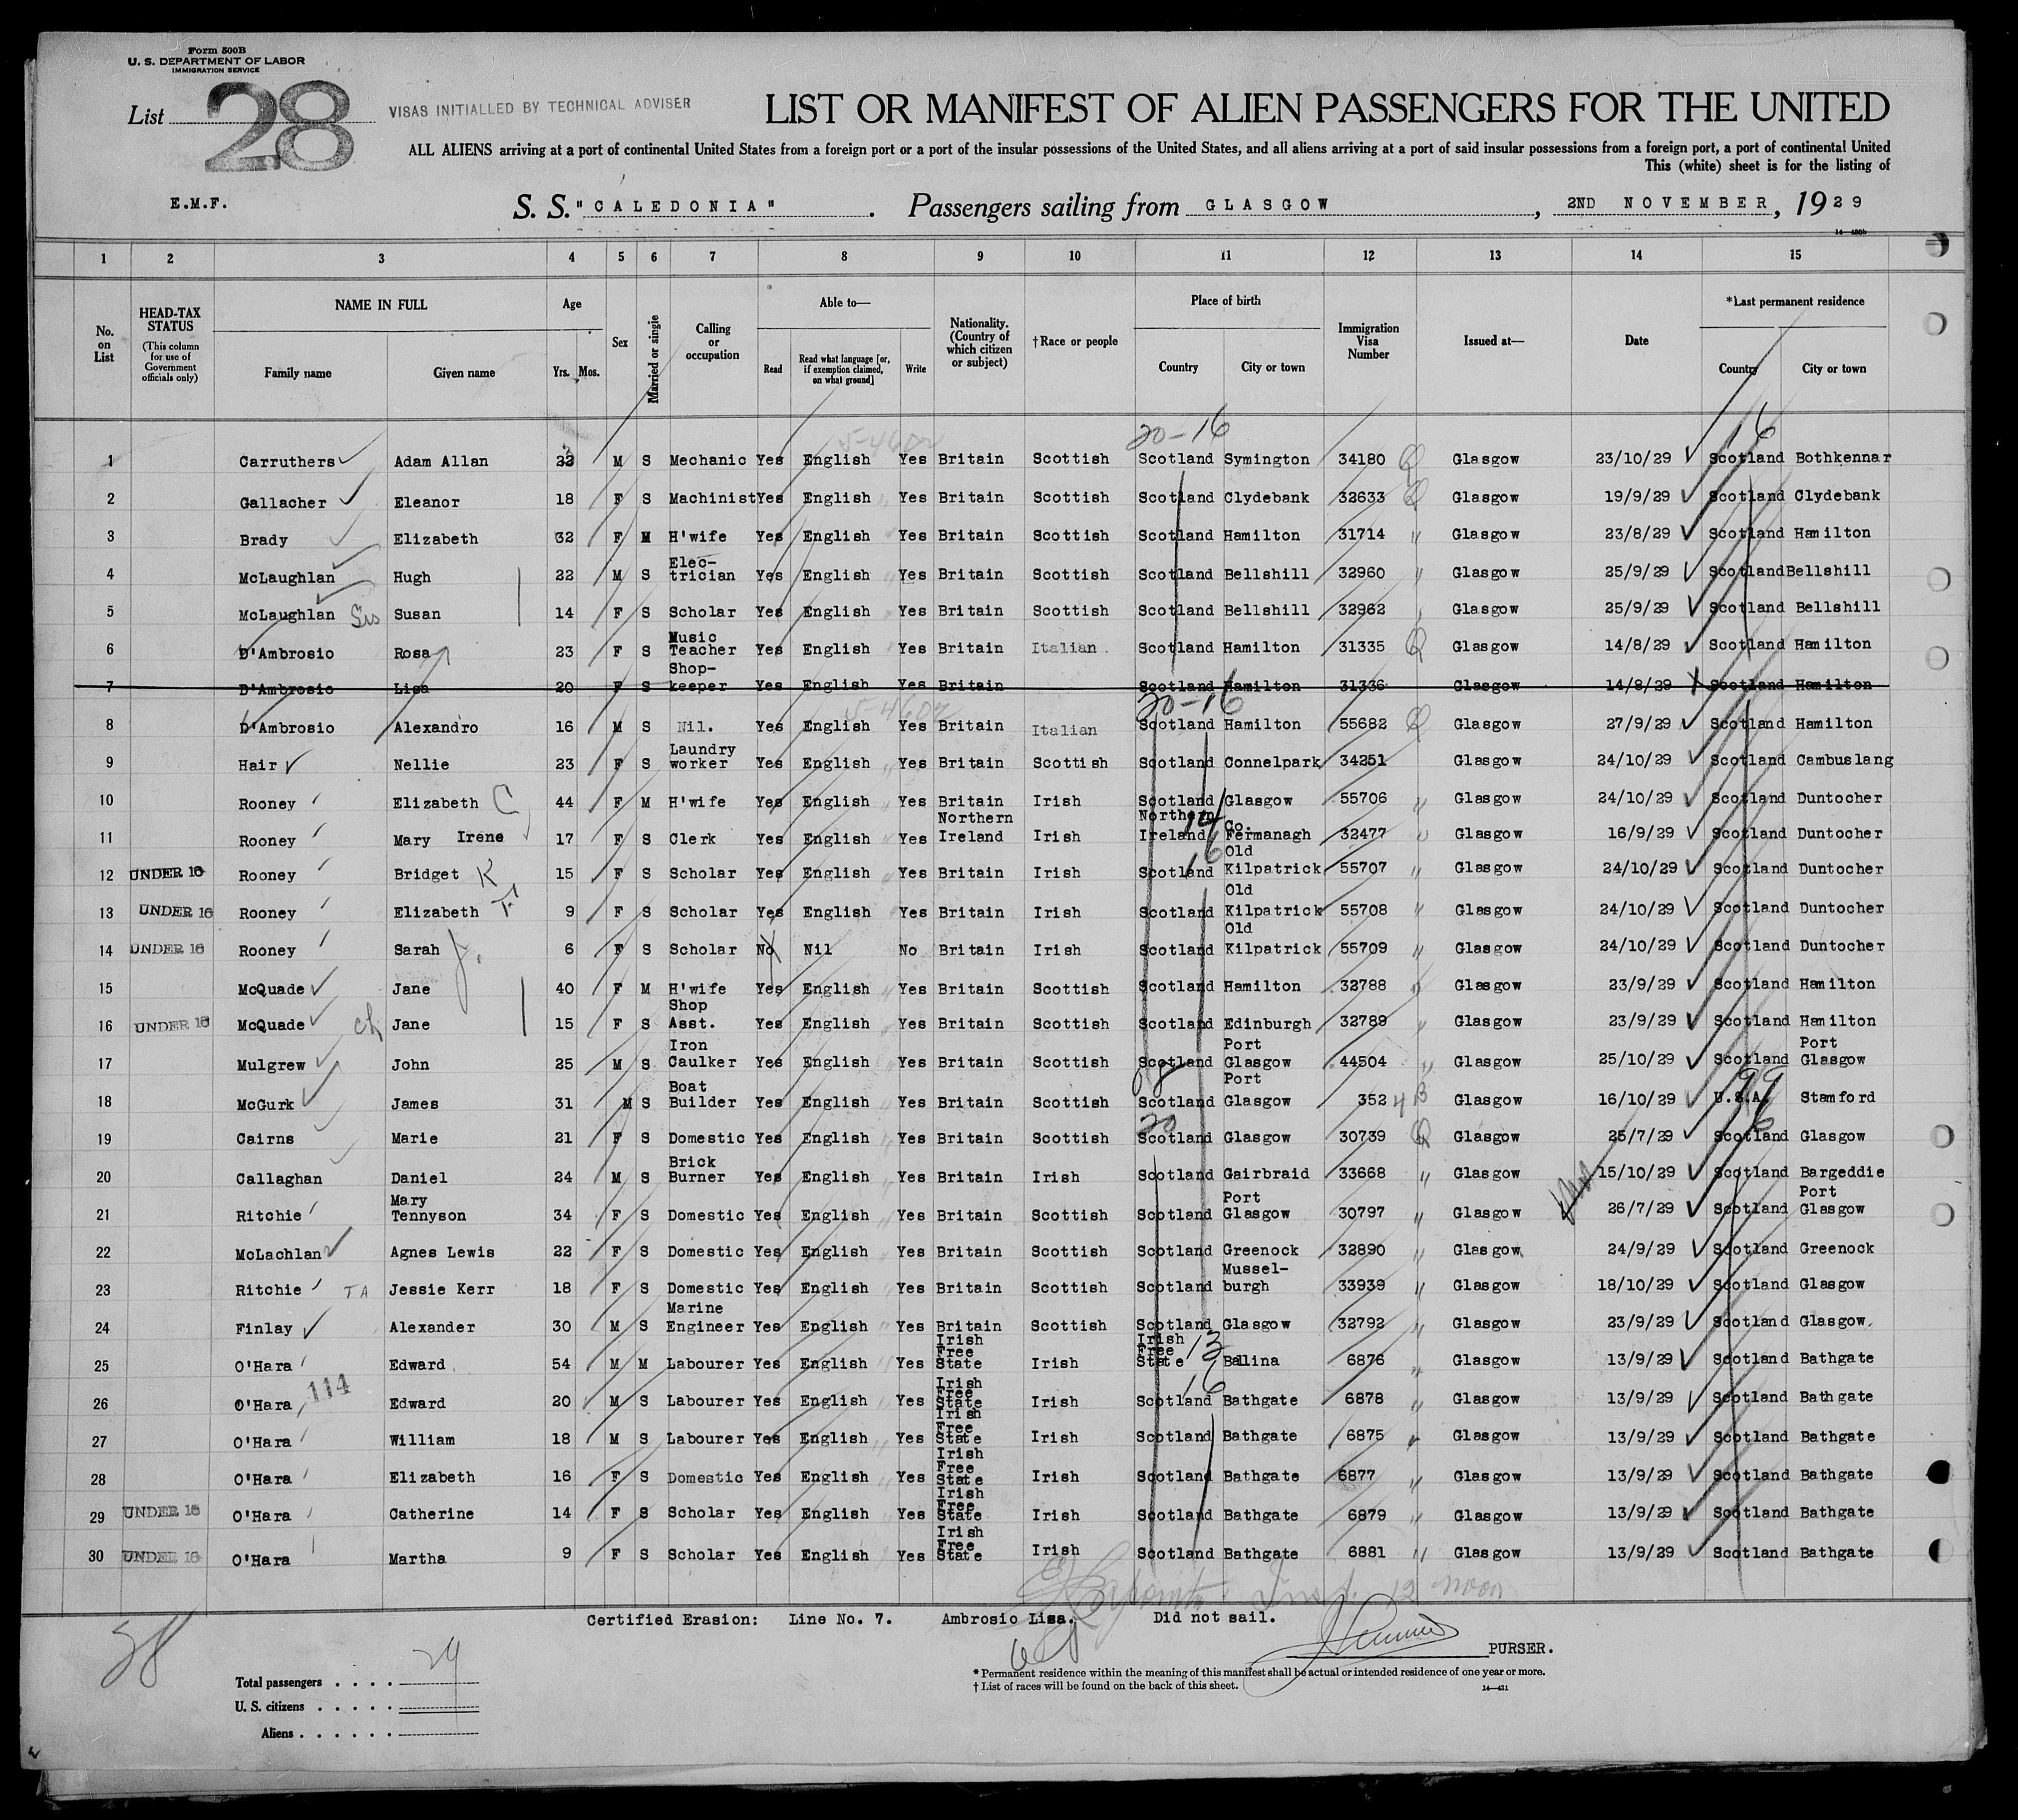 Form 500B
U. S. DEPARTMENT OF LABOR
IMMIGRATION SERVICE
List 28
VISAS INITIALLED BY TECHNICAL ADVISER
LIST OR MANIFEST OF ALIEN PASSENGERS FOR THE UNITED
ALL ALIENS arriving at a port of continental United States from a foreign port or a port of the insular possessions of the United States, and all aliens arriving at a port of said insular possessions from a foreign port, a port of continental United
This (white) sheet is for the listing of
E.M.F.
S. S. "CALEDONIA". Passengers sailing from GLASGOW, 2ND NOVEMBER, 1929
14—480b
1 2 3 4 5 6 7 8 9 10 11 12 13 14 15
No. on List
HEAD-TAX STATUS (This column for use of Government officials only)
NAME IN FULL
Family name Given name
Age
Yrs. Mos.
Sex
Married or single
Calling or occupation
Able to—
Read
Read what language [or, if exemption claimed, on what ground]
Write
Nationality. (Country of which citizen or subject)
†Race or people
Place of birth
Country City or town
Immigration Visa Number
Issued at—
Date
*Last permanent residence
Country City or town
20-16 16
1 Carruthers Adam Allan 23 M S Mechanic Yes English Yes Britain Scottish Scotland Symington 34180 Q Glasgow 23/10/29 Scotland Bothkennar
2 Gallacher Eleanor 18 F S Machinist Yes English Yes Britain Scottish Scotland Clydebank 32633 Q Glasgow 19/9/29 Scotland Clydebank
3 Brady Elizabeth 32 F M H'wife Yes English Yes Britain Scottish Scotland Hamilton 31714 " Glasgow 23/8/29 Scotland Hamilton
4 McLaughlan Hugh 22 M S Elec-trician Yes English Yes Britain Scottish Scotland Bellshill 32960 " Glasgow 25/9/29 Scotland Bellshill
5 McLaughlan Sis Susan 14 F S Scholar Yes English Yes Britain Scottish Scotland Bellshill 32962 Glasgow 25/9/29 Scotland Bellshill
6 D'Ambrosio Rosa 23 F S Music Teacher Yes English Yes Britain Italian Scotland Hamilton 31335 Q Glasgow 14/8/29 Scotland Hamilton
7 D'Ambrosio Lisa 20 F S Shop-keeper Yes English Yes Britain Scotland Hamilton 31336 Glasgow 14/8/29 Scotland Hamilton
20-16
8 D'Ambrosio Alexandro 16 M S Nil. Yes English Yes Britain Italian Scotland Hamilton 55682 Q Glasgow 27/9/29 Scotland Hamilton
9 Hair Nellie 23 F S Laundry worker Yes English Yes Britain Scottish Scotland Connelpark 34251 Glasgow 24/10/29 Scotland Cambuslang
10 Rooney Elizabeth C 44 F M H'wife Yes English Yes Britain Irish Scotland Glasgow 55706 " Glasgow 24/10/29 Scotland Duntocher
11 Rooney Mary Irene 17 F S Clerk Yes English Yes Northern Ireland Irish Northern Ireland 14 Co. Fermanagh 32477 " Glasgow 16/9/29 Scotland Duntocher
12 UNDER 16 Rooney Bridget K 15 F S Scholar Yes English Yes Britain Irish Scotland 16 Old Kilpatrick 55707 " Glasgow 24/10/29 Scotland Duntocher
13 UNDER 16 Rooney Elizabeth F 9 F S Scholar Yes English Yes Britain Irish Scotland Old Kilpatrick 55708 " Glasgow 24/10/29 Scotland Duntocher
14 UNDER 16 Rooney Sarah J. 6 F S Scholar No Nil No Britain Irish Scotland Old Kilpatrick 55709 " Glasgow 24/10/29 Scotland Duntocher
15 McQuade Jane 40 F M H'wife Yes English Yes Britain Scottish Scotland Hamilton 32788 " Glasgow 23/9/29 Scotland Hamilton
16 UNDER 16 McQuade ch Jane 15 F S Shop Asst. Yes English Yes Britain Scottish Scotland Edinburgh 32789 " Glasgow 23/9/29 Scotland Hamilton
17 Mulgrew John 25 M S Iron Caulker Yes English Yes Britain Scottish Scotland Port Glasgow 44504 " Glasgow 25/10/29 Scotland Port Glasgow
18 McGurk James 31 M S Boat Builder Yes English Yes Britain Scottish Scotland Port Glasgow 352 4B Glasgow 16/10/29 U.S.A. 99 Stamford
19 Cairns Marie 21 F S Domestic Yes English Yes Britain Scottish 20 Scotland Glasgow 30739 Q Glasgow 25/7/29 Scotland Glasgow
20 Callaghan Daniel 24 M S Brick Burner Yes English Yes Britain Irish Scotland Gairbraid 33668 " Glasgow 15/10/29 Scotland Bargeddie
21 Ritchie Mary Tennyson 34 F S Domestic Yes English Yes Britain Scottish Scotland Port Glasgow 30797 " Glasgow 26/7/29 Scotland Port Glasgow
22 McLachlan Agnes Lewis 22 F S Domestic Yes English Yes Britain Scottish Scotland Greenock 32890 " Glasgow 24/9/29 Scotland Greenock
23 Ritchie TA Jessie Kerr 18 F S Domestic Yes English Yes Britain Scottish Scotland Mussel-burgh 33939 " Glasgow 18/10/29 Scotland Glasgow
24 Finlay Alexander 30 M S Marine Engineer Yes English Yes Britain Scottish Scotland Glasgow 32792 " Glasgow 23/9/29 Scotland Glasgow
25 O'Hara Edward 54 M M Labourer Yes English Yes Irish Free State Irish Irish Free State 13 Balina 6876 " Glasgow 13/9/29 Scotland Bathgate
26 O'Hara 114 Edward 20 M S Labourer Yes English Yes Irish Free State Irish Scotland 16 Bathgate 6878 " Glasgow 13/9/29 Scotland Bathgate
27 O'Hara William 18 M S Labourer Yes English Yes Irish Free State Irish Scotland Bathgate 6875 " Glasgow 13/9/29 Scotland Bathgate
28 O'Hara Elizabeth 16 F S Domestic Yes English Yes Irish Free State Irish Scotland Bathgate 6877 " Glasgow 13/9/29 Scotland Bathgate
29 UNDER 16 O'Hara Catherine 14 F S Scholar Yes English Yes Irish Free State Irish Scotland Bathgate 6879 " Glasgow 13/9/29 Scotland Bathgate
30 UNDER 16 O'Hara Martha 9 F S Scholar Yes English Yes Irish Free State Irish Scotland Bathgate 6881 " Glasgow 13/9/29 Scotland Bathgate
12 noon
Certified Erasion: Line No. 7. Ambrosio Lisa. Did not sail.
PURSER.
Total passengers . . . . 29
U. S. citizens . . . . .
Aliens . . . . . .
* Permanent residence within the meaning of this manifest shall be actual or intended residence of one year or more.
† List of races will be found on the back of this sheet.
14—431